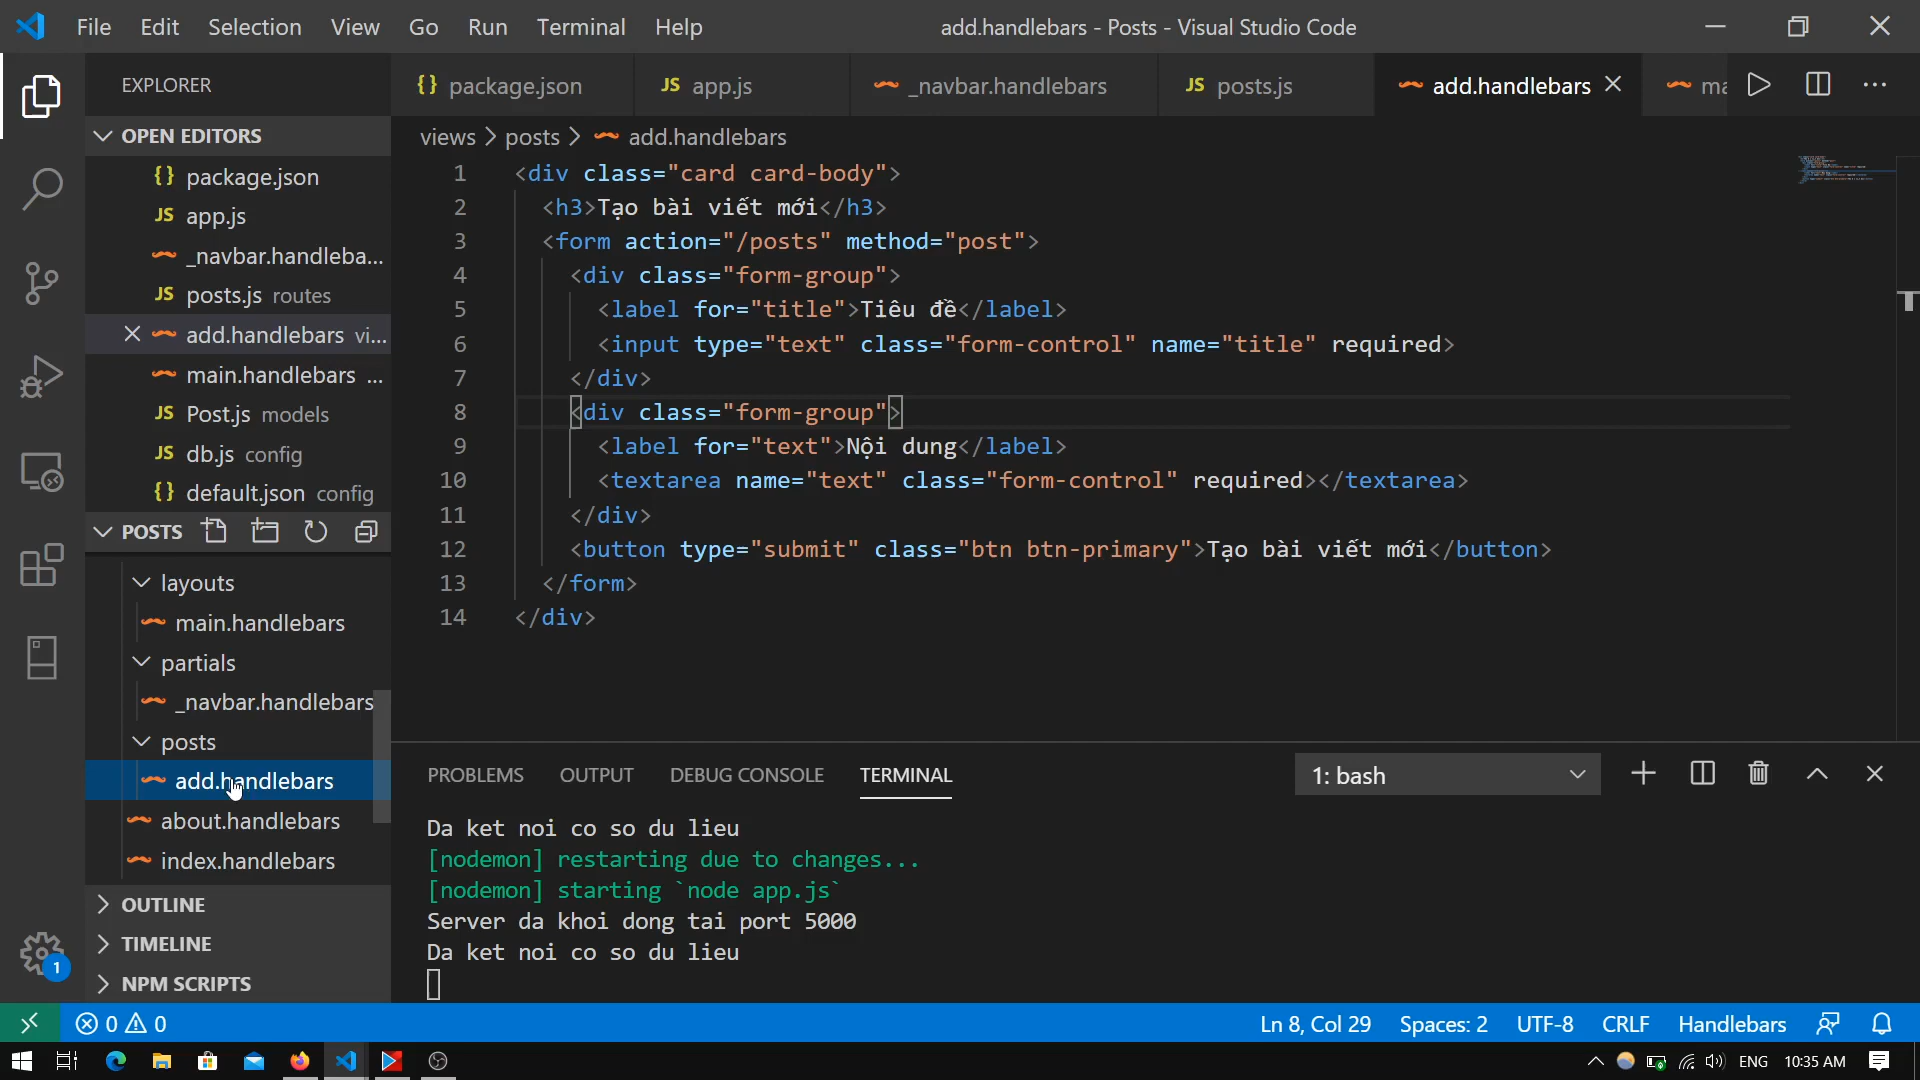 File Edit Selection View Go Run Terminal Help
add.handlebars - Posts - Visual Studio Code
EXPLORER
OPEN EDITORS
{} package.json
JS app.js
_navbar.handleba...
JS posts.js routes
add.handlebars vi...
main.handlebars ...
JS Post.js models
JS db.js config
{} default.json config
POSTS
layouts
main.handlebars
partials
_navbar.handlebars
posts
add.handlebars
about.handlebars
index.handlebars
OUTLINE
TIMELINE
NPM SCRIPTS
{} package.json
JS app.js
_navbar.handlebars
JS posts.js
add.handlebars
ma
views > posts > add.handlebars
1 <div class="card card-body">
2 <h3>Tạo bài viết mới</h3>
3 <form action="/posts" method="post">
4 <div class="form-group">
5 <label for="title">Tiêu đề</label>
6 <input type="text" class="form-control" name="title" required>
7 </div>
8 <div class="form-group">
9 <label for="text">Nội dung</label>
10 <textarea name="text" class="form-control" required></textarea>
11 </div>
12 <button type="submit" class="btn btn-primary">Tạo bài viết mới</button>
13 </form>
14 </div>
PROBLEMS OUTPUT DEBUG CONSOLE TERMINAL
1: bash
Da ket noi co so du lieu
[nodemon] restarting due to changes...
[nodemon] starting `node app.js`
Server da khoi dong tai port 5000
Da ket noi co so du lieu
1
0 0
Ln 8, Col 29 Spaces: 2 UTF-8 CRLF Handlebars
ENG 10:35 AM